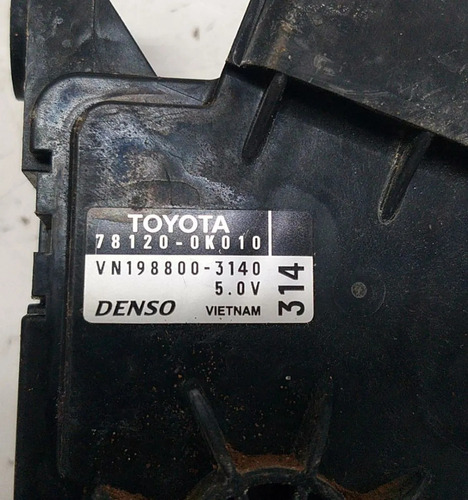 TOYOTA
78120-0K010
VN198800-3140
5.0V
DENSO VIETNAM
314